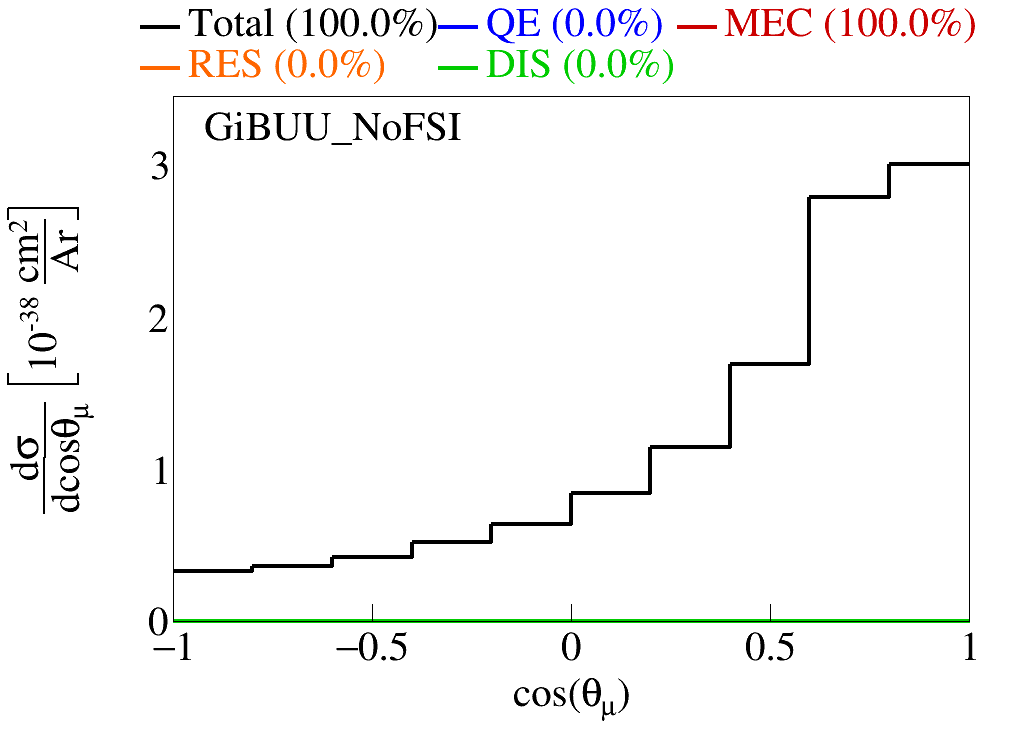 Total (100.0%) QE (0.0%) MEC (100.0%)
RES (0.0%) DIS (0.0%)
GiBUU_NoFSI
3
2
1
0
−1 −0.5 0 0.5 1
cos(θμ)
dσ/dcosθμ [10-38 cm2/Ar]